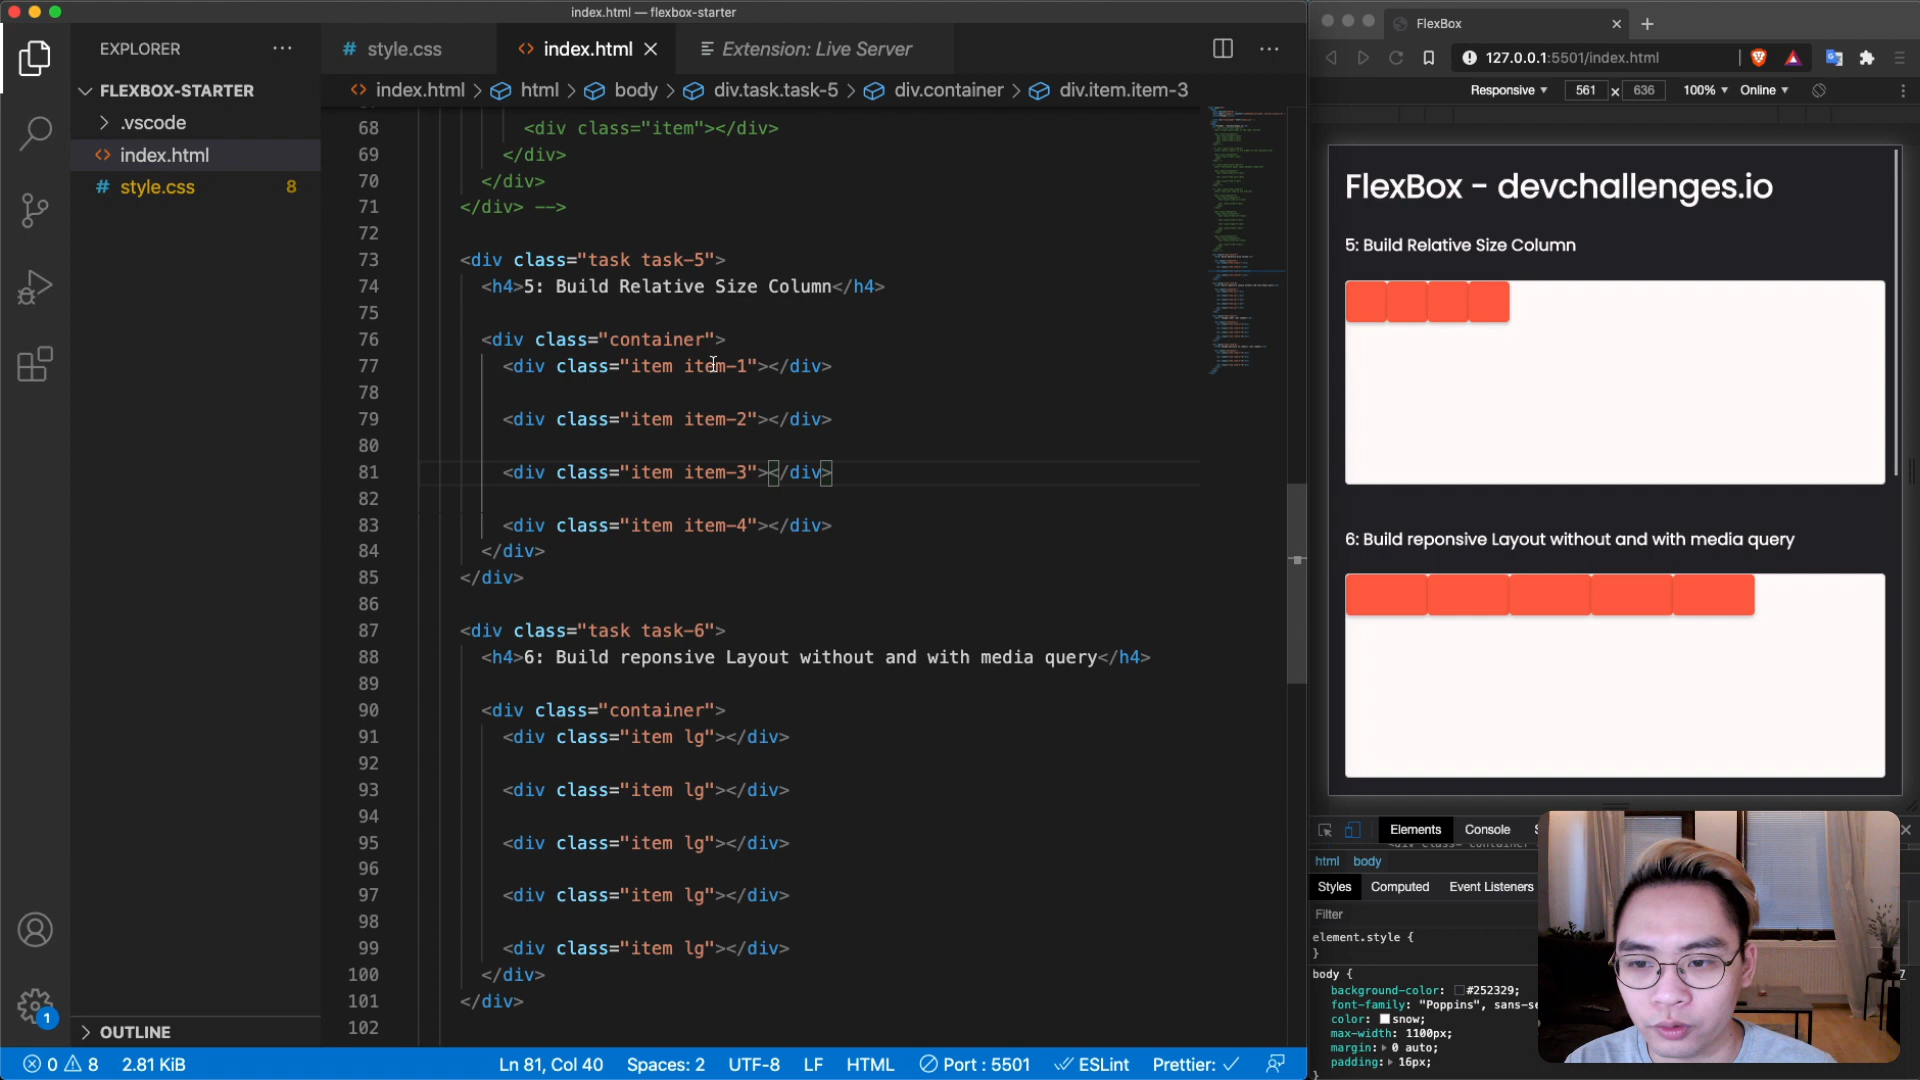 index.html — flexbox-starter
EXPLORER
# style.css
<> index.html
Extension: Live Server
FLEXBOX-STARTER
.vscode
<> index.html
# style.css 8
<> index.html > html > body > div.task.task-5 > div.container > div.item.item-3
68 <div class="item"></div>
69 </div>
70 </div>
71 </div> -->
72
73 <div class="task task-5">
74 <h4>5: Build Relative Size Column</h4>
75
76 <div class="container">
77 <div class="item item-1"></div>
78
79 <div class="item item-2"></div>
80
81 <div class="item item-3"></div>
82
83 <div class="item item-4"></div>
84 </div>
85 </div>
86
87 <div class="task task-6">
88 <h4>6: Build reponsive Layout without and with media query</h4>
89
90 <div class="container">
91 <div class="item lg"></div>
92
93 <div class="item lg"></div>
94
95 <div class="item lg"></div>
96
97 <div class="item lg"></div>
98
99 <div class="item lg"></div>
100 </div>
101 </div>
102
OUTLINE
1
0 8 2.81 KiB Ln 81, Col 40 Spaces: 2 UTF-8 LF HTML Port : 5501 ESLint Prettier: ✓
FlexBox
127.0.0.1:5501/index.html
Responsive 561 x 636 100% Online
FlexBox - devchallenges.io
5: Build Relative Size Column
6: Build reponsive Layout without and with media query
Elements Console
html body
Styles Computed Event Listeners
Filter
element.style {
}
body {
background-color: #252329;
font-family: "Poppins", sans-se
color: snow;
max-width: 1100px;
margin: 0 auto;
padding: 16px;
}